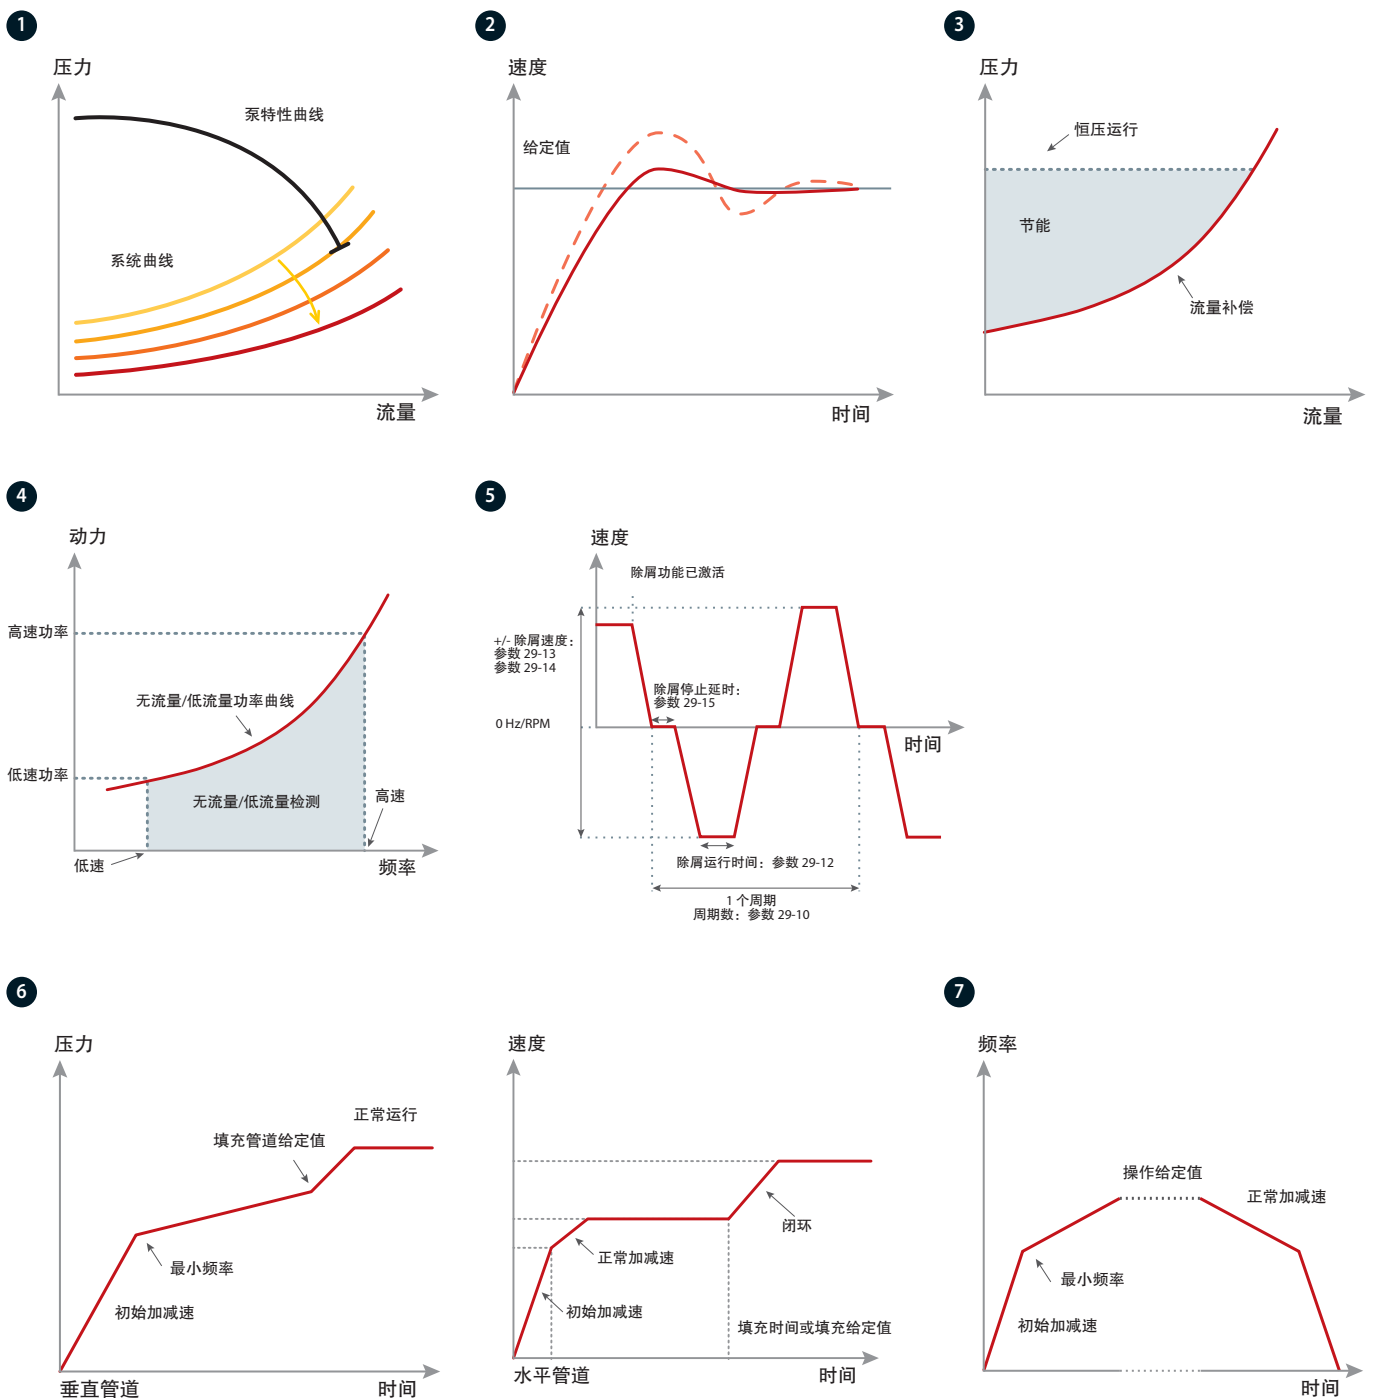 1
压力
泵特性曲线
系统曲线
流量
2
速度
给定值
时间
3
压力
恒压运行
节能
流量补偿
流量
4
动力
高速功率
无流量/低流量功率曲线
低速功率
无流量/低流量检测
高速
低速
频率
5
速度
除屑功能已激活
+/- 除屑速度：
参数 29-13
参数 29-14
除屑停止延时：
参数 29-15
0 Hz/RPM
时间
除屑运行时间：参数 29-12
1 个周期
周期数：参数 29-10
6
压力
正常运行
填充管道给定值
最小频率
初始加减速
垂直管道
时间
速度
闭环
正常加减速
初始加减速
填充时间或填充给定值
水平管道
时间
7
频率
操作给定值
正常加减速
最小频率
初始加减速
时间